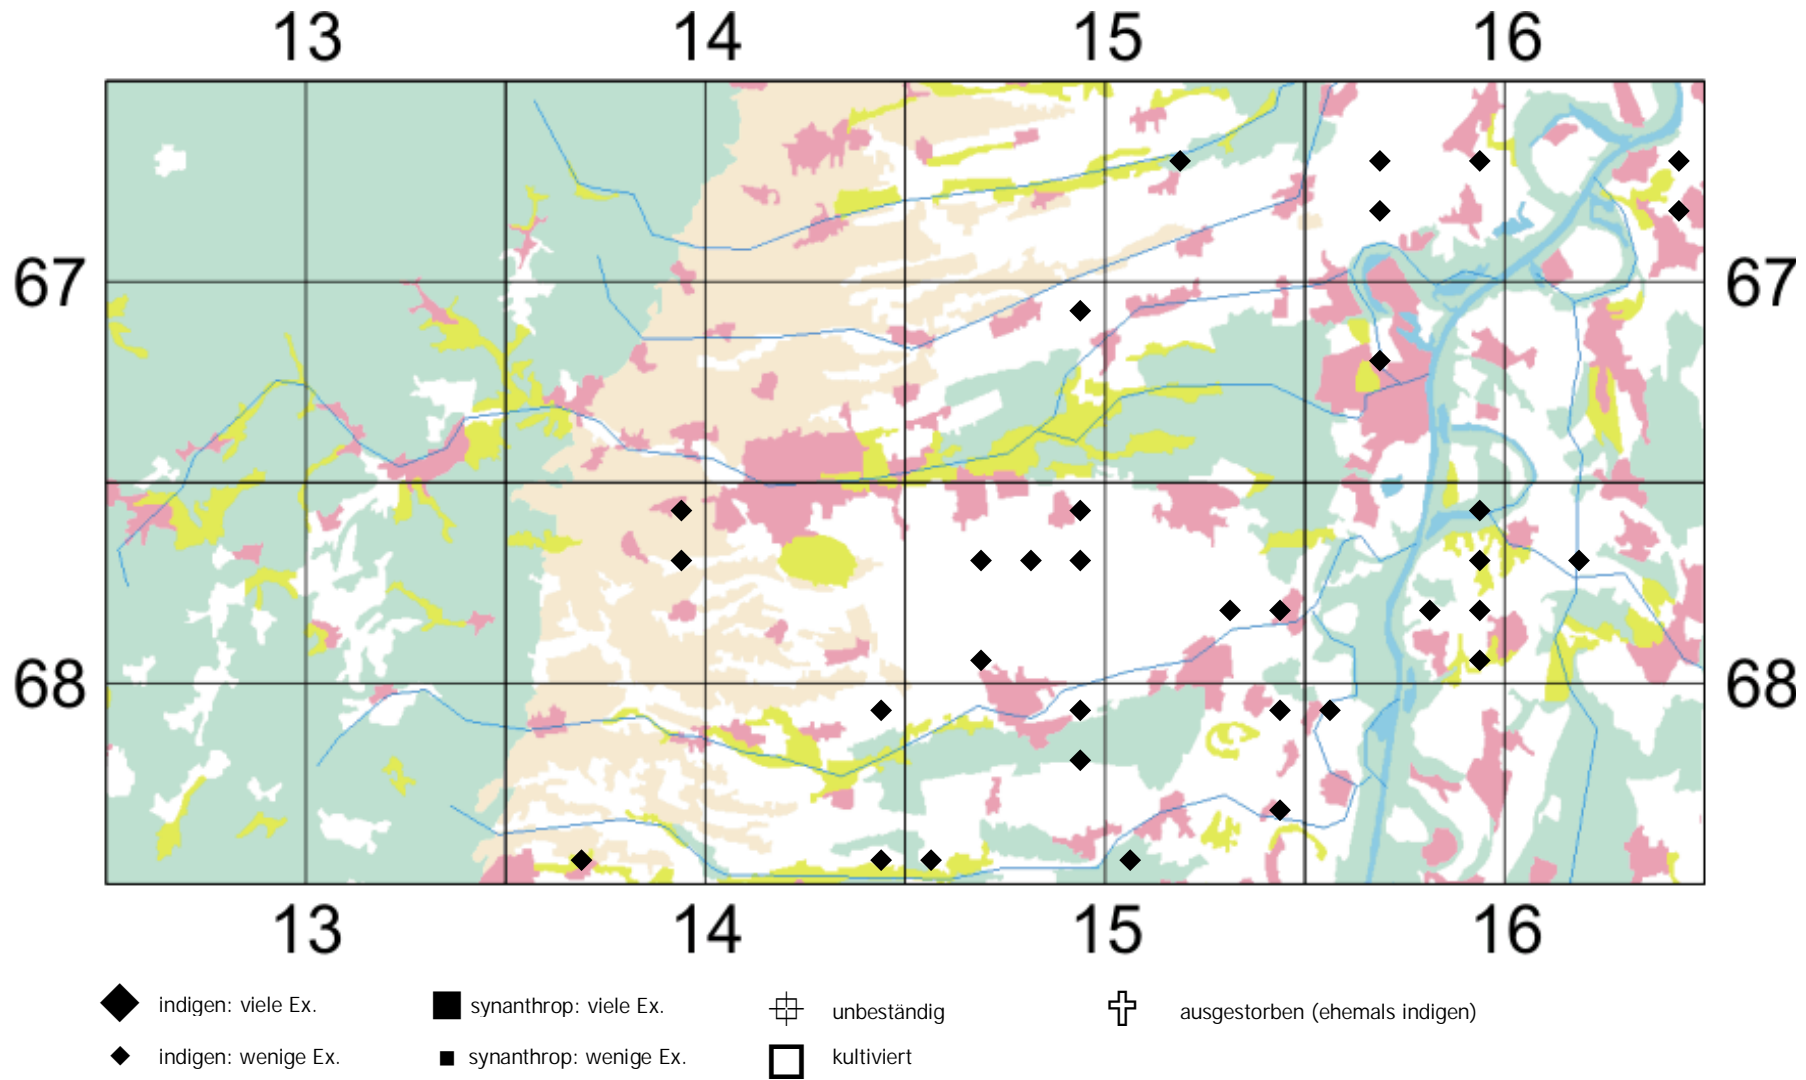 13 14 15 16
67 67
68 68
13 14 15 16
indigen: viele Ex. synanthrop: viele Ex. unbeständig ausgestorben (ehemals indigen)
indigen: wenige Ex. synanthrop: wenige Ex. kultiviert